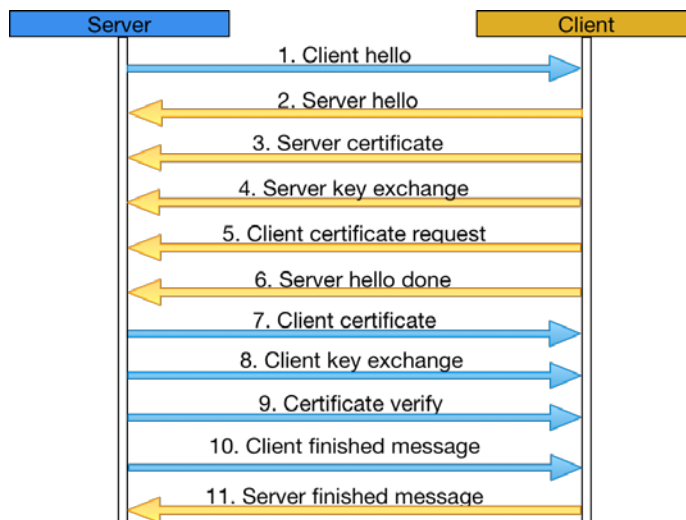 Server
Client
1. Client hello
2. Server hello
3. Server certificate
4. Server key exchange
5. Client certificate request
6. Server hello done
7. Client certificate
8. Client key exchange
9. Certificate verify
10. Client finished message
11. Server finished message